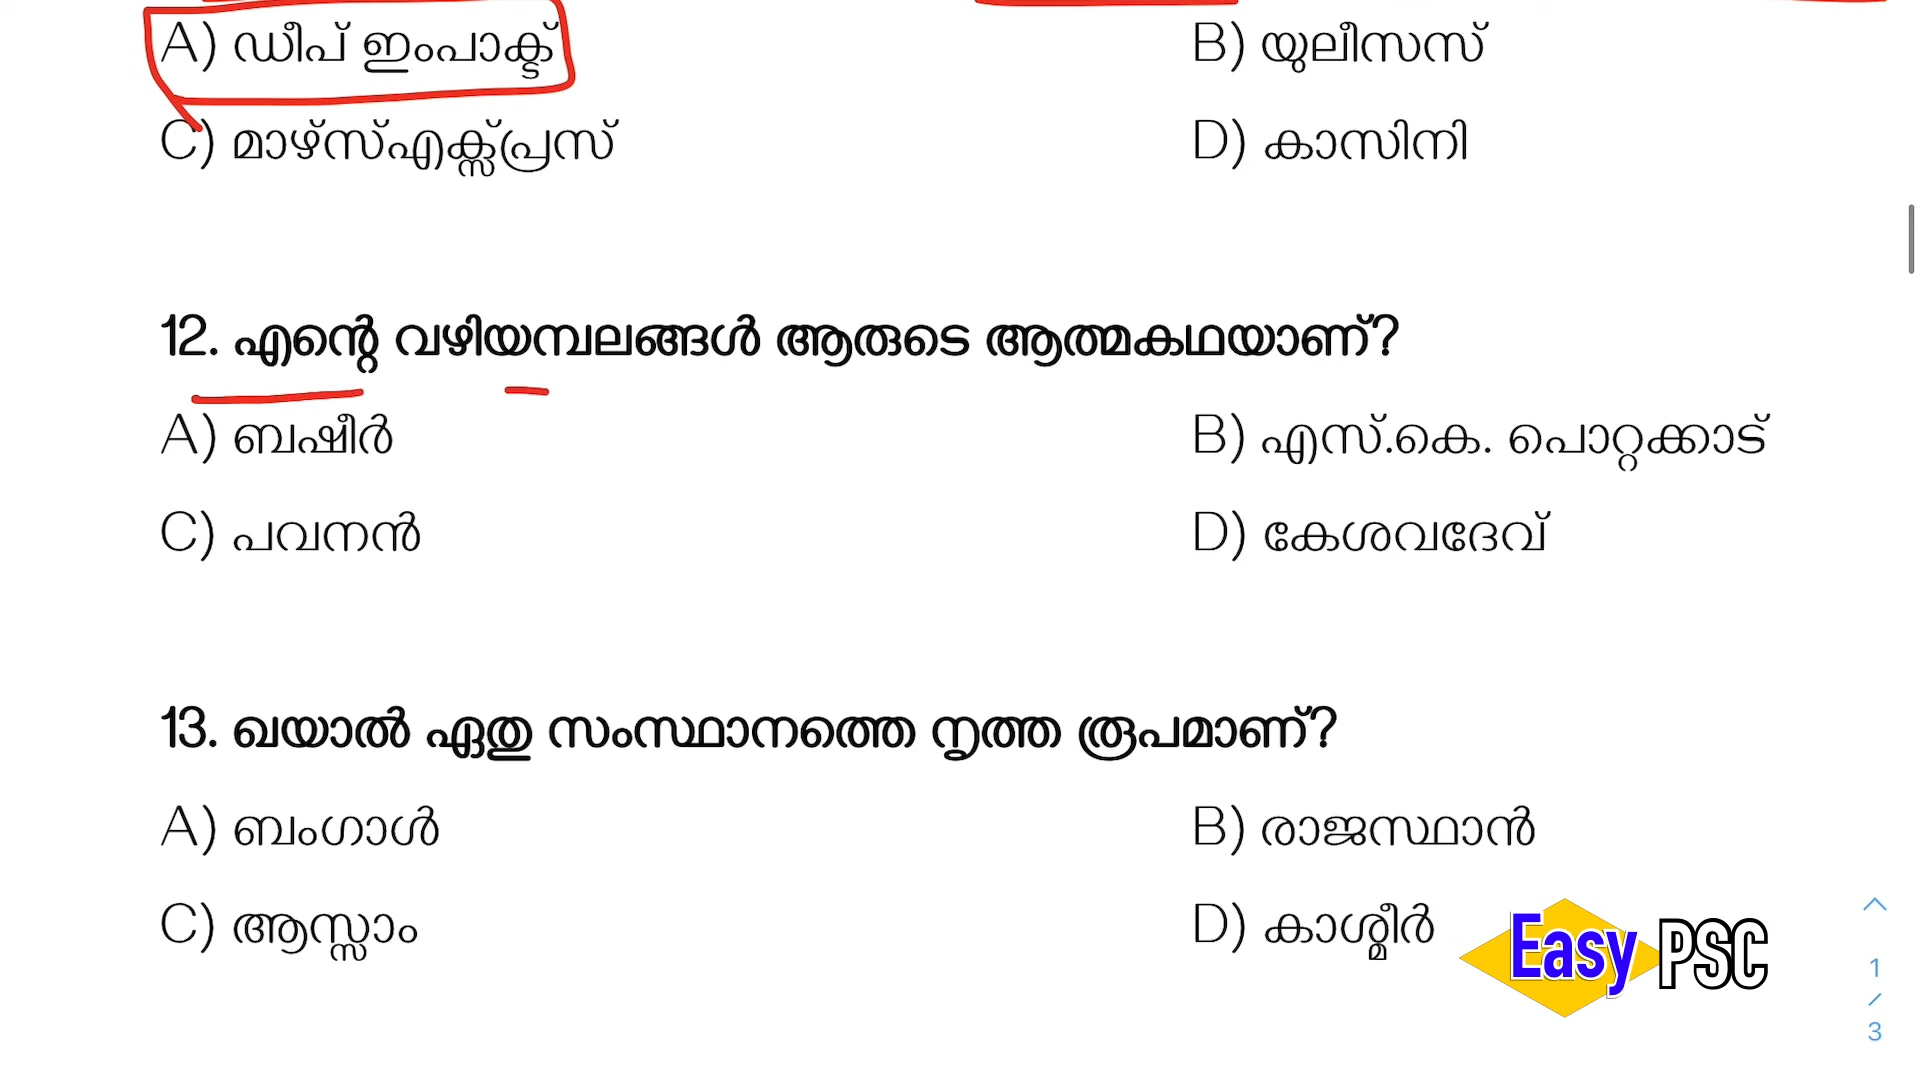 A) ഡീപ് ഇംപാക്ട്
B) യുലീസസ്
C) മാഴ്സ്എക്സ്പ്രസ്
D) കാസിനി
12. എന്റെ വഴിയമ്പലങ്ങൾ ആരുടെ ആത്മകഥയാണ്?
A) ബഷീർ
B) എസ്.കെ. പൊറ്റക്കാട്
C) പവനൻ
D) കേശവദേവ്
13. ഖയാൽ ഏതു സംസ്ഥാനത്തെ നൃത്ത രൂപമാണ്?
A) ബംഗാൾ
B) രാജസ്ഥാൻ
C) ആസ്സാം
D) കാശ്മീർ
Easy PSC
1
/
3